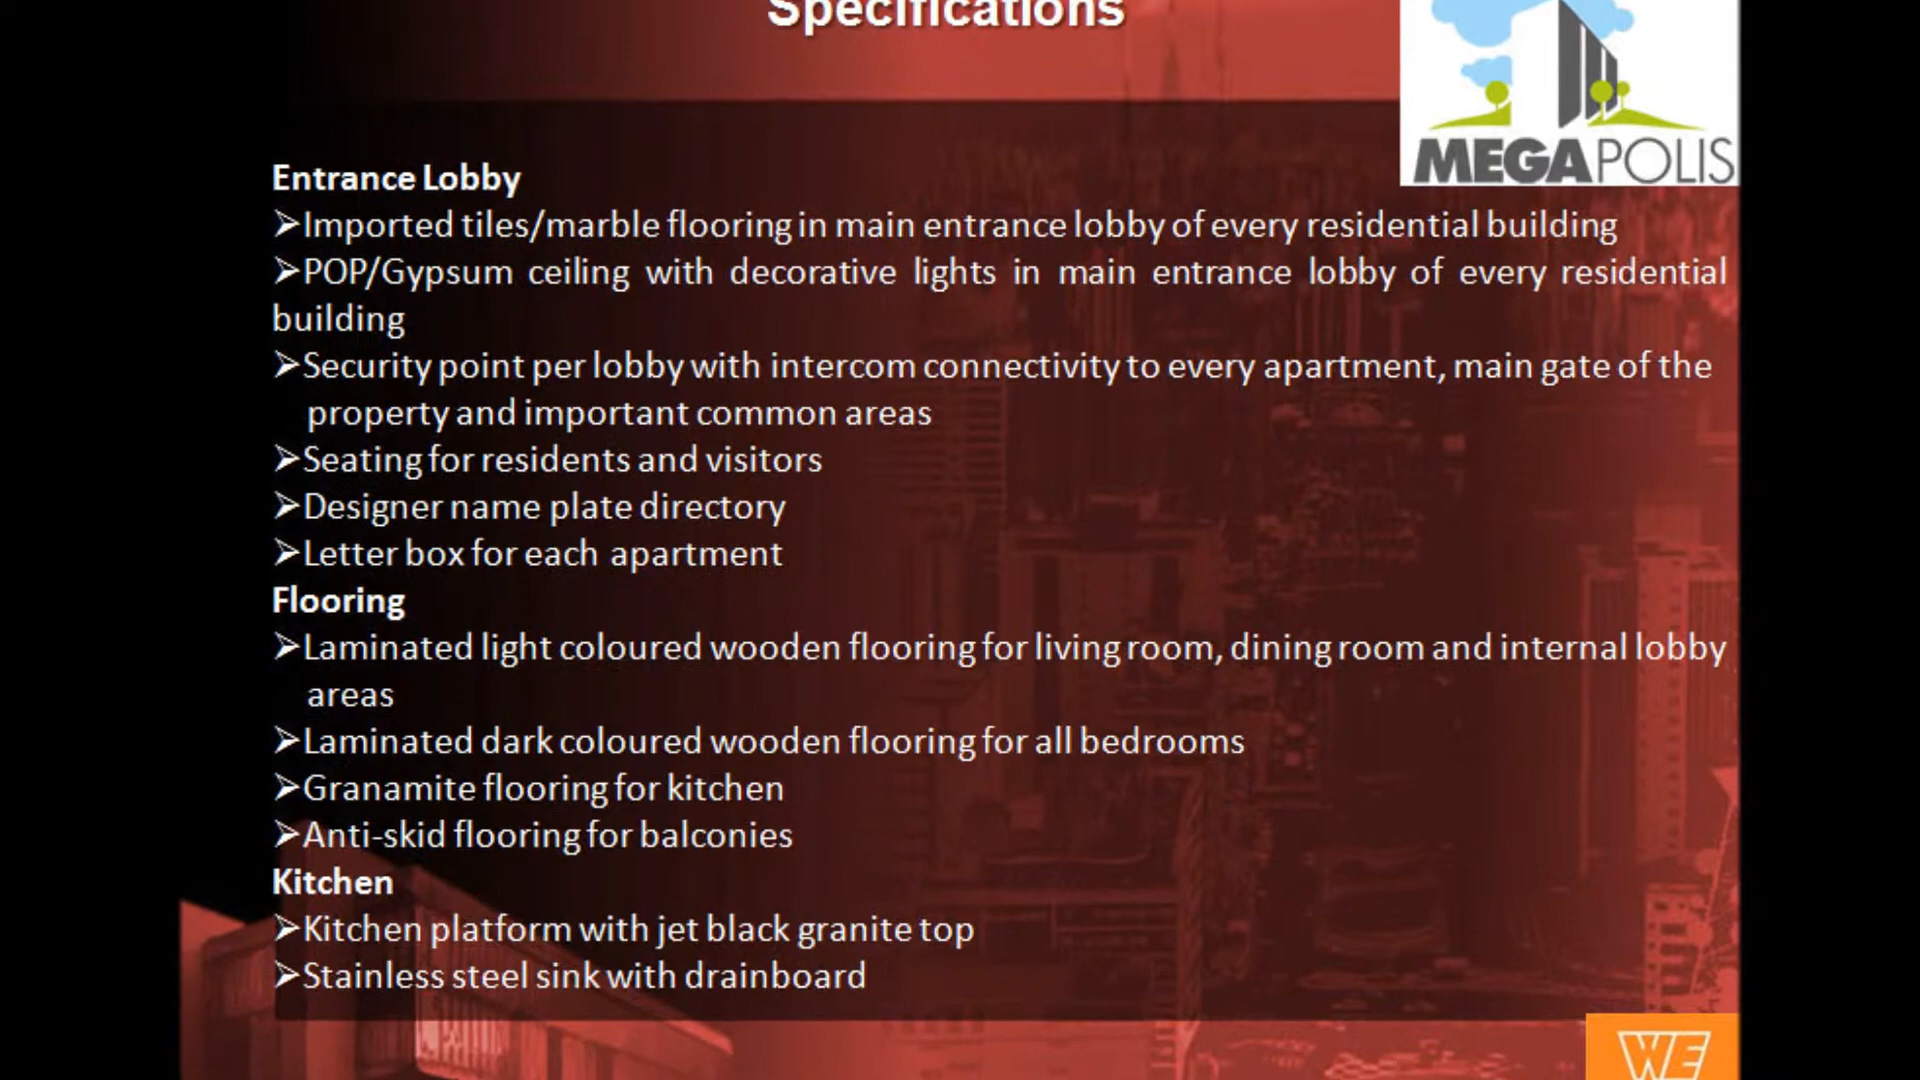 Specifications
MEGAPOLIS
Entrance Lobby
➢Imported tiles/marble flooring in main entrance lobby of every residential building
➢POP/Gypsum ceiling with decorative lights in main entrance lobby of every residential
building
➢Security point per lobby with intercom connectivity to every apartment, main gate of the
property and important common areas
➢Seating for residents and visitors
➢Designer name plate directory
➢Letter box for each apartment
Flooring
➢Laminated light coloured wooden flooring for living room, dining room and internal lobby
areas
➢Laminated dark coloured wooden flooring for all bedrooms
➢Granamite flooring for kitchen
➢Anti-skid flooring for balconies
Kitchen
➢Kitchen platform with jet black granite top
➢Stainless steel sink with drainboard
WE